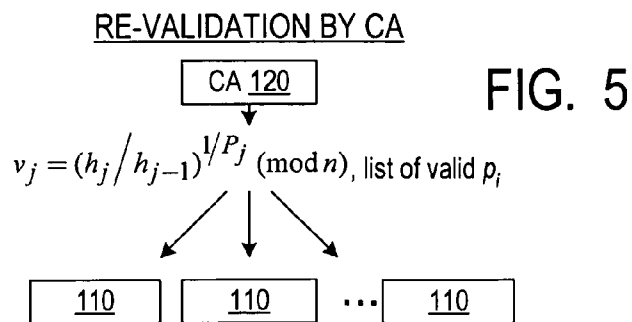 RE-VALIDATION BY CA
CA 120
FIG. 5
v_j = (h_j / h_{j-1})^{1/P_j} (mod n), list of valid p_i
110 110 ... 110